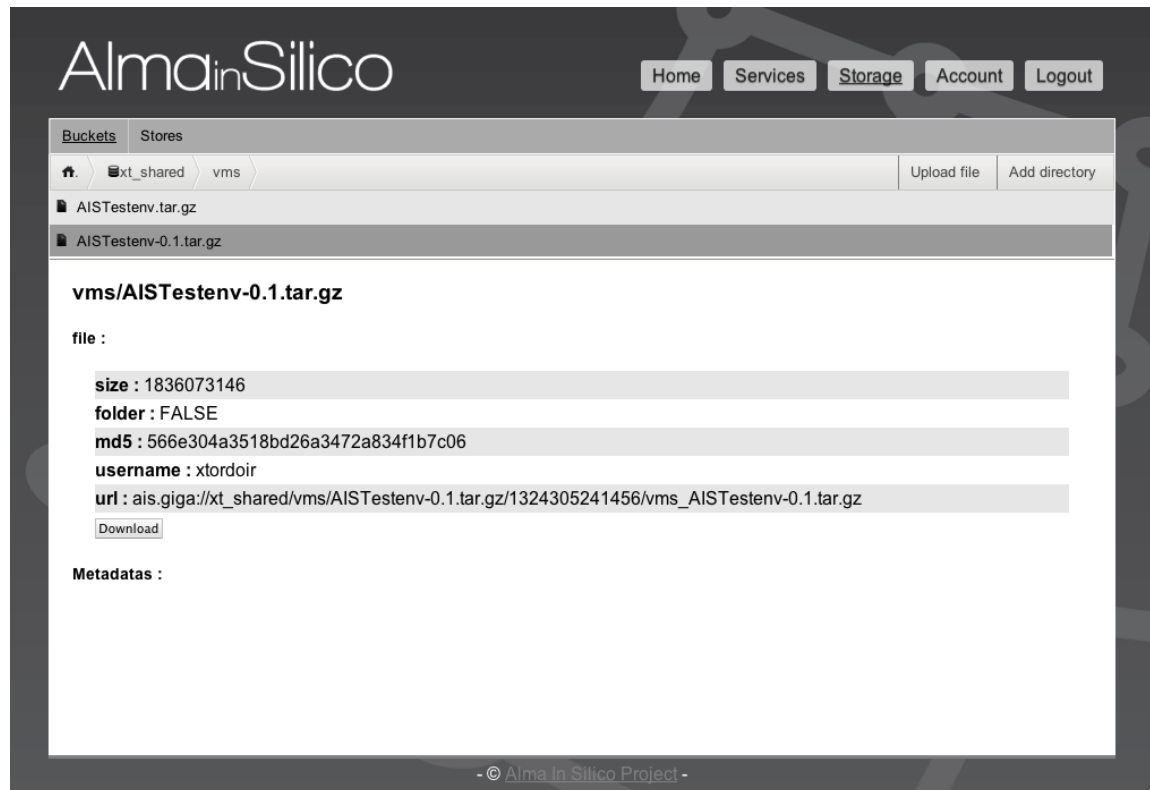 AlmainSilico
Home Services Storage Account Logout
Buckets Stores
. xt_shared vms Upload file Add directory
AISTestenv.tar.gz
AISTestenv-0.1.tar.gz
vms/AISTestenv-0.1.tar.gz
file :
size : 1836073146
folder : FALSE
md5 : 566e304a3518bd26a3472a834f1b7c06
username : xtordoir
url : ais.giga://xt_shared/vms/AISTestenv-0.1.tar.gz/1324305241456/vms_AISTestenv-0.1.tar.gz
Download
Metadatas :
- © Alma In Silico Project -